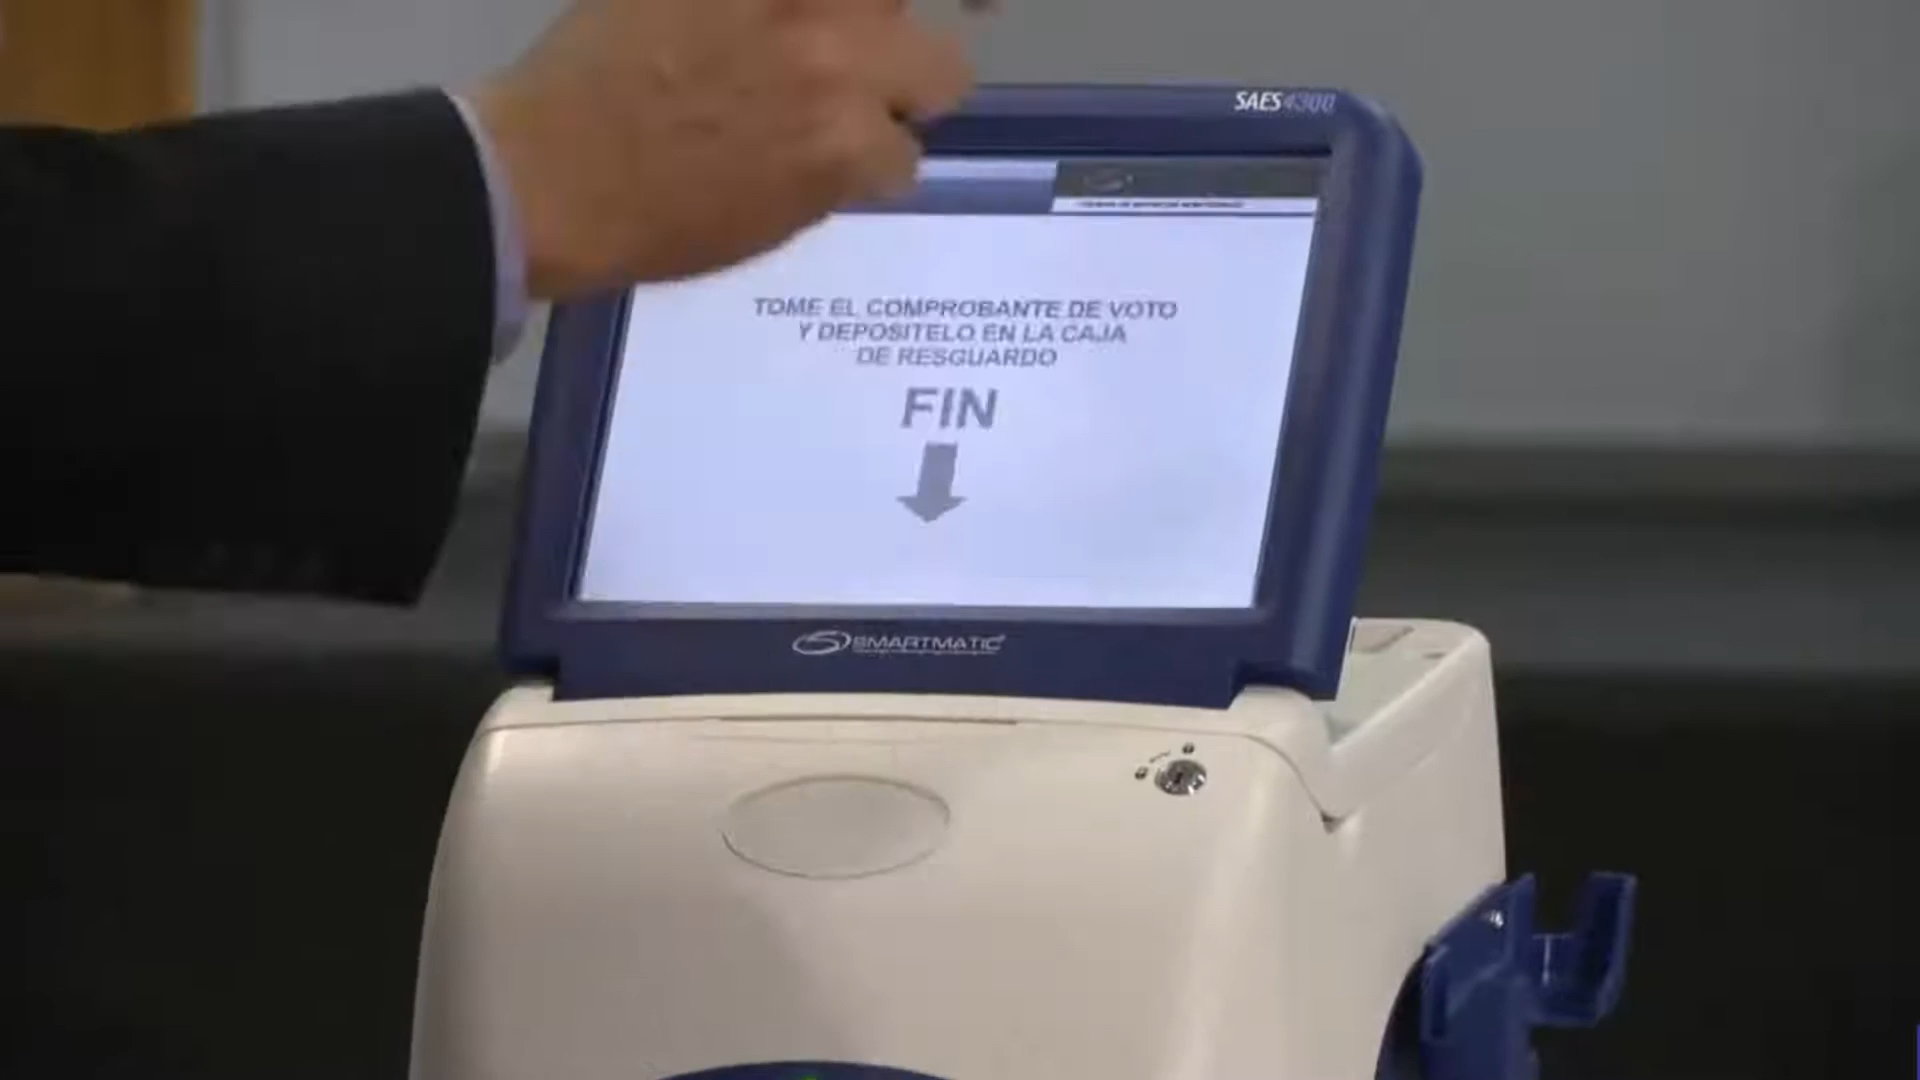 SAES4300
TOME EL COMPROBANTE DE VOTO
Y DEPOSITELO EN LA CAJA
DE RESGUARDO
FIN
SMARTMATIC